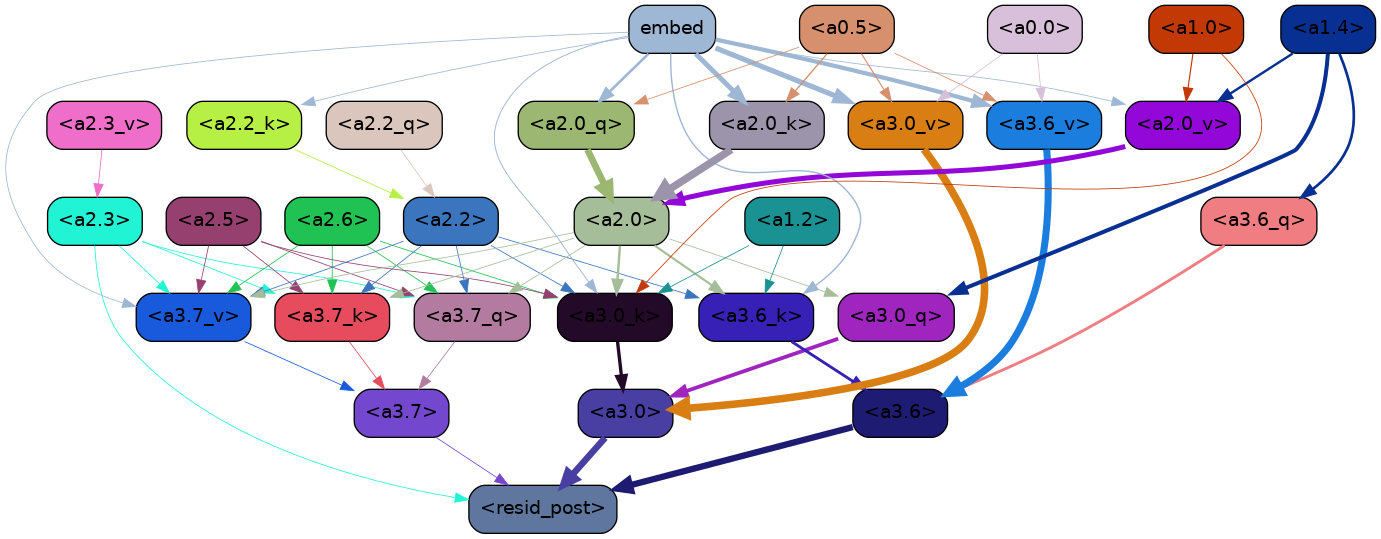 embed <a0.5> <a0.0> <a1.0> <a1.4>
<a2.3_v> <a2.2_k> <a2.2_q> <a2.0_q> <a2.0_k> <a3.0_v> <a3.6_v> <a2.0_v>
<a2.3> <a2.5> <a2.6> <a2.2> <a2.0> <a1.2> <a3.6_q>
<a3.7_v> <a3.7_k> <a3.7_q> <a3.0_k> <a3.6_k> <a3.0_q>
<a3.7> <a3.0> <a3.6>
<resid_post>